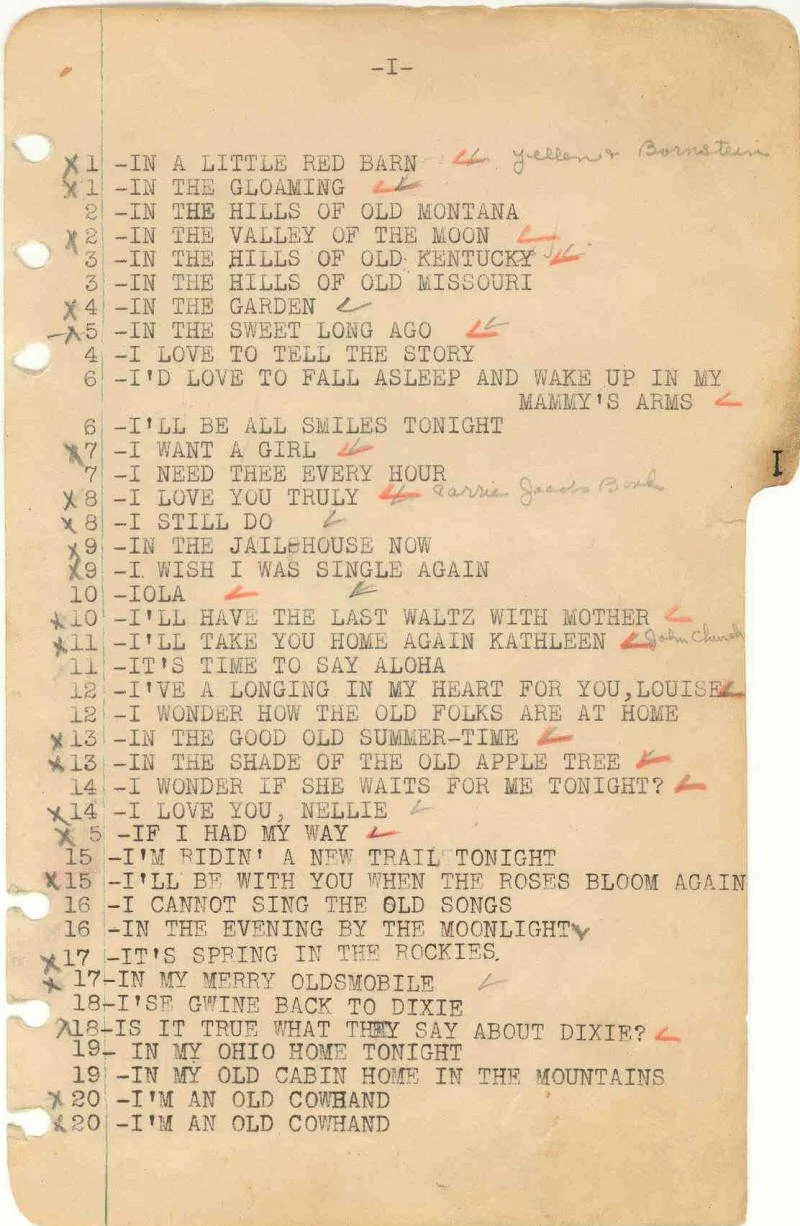 -I-
X1 -IN A LITTLE RED BARN Yellen & Bornstein
X1 -IN THE GLOAMING
2 -IN THE HILLS OF OLD MONTANA
X2 -IN THE VALLEY OF THE MOON
3 -IN THE HILLS OF OLD KENTUCKY
3 -IN THE HILLS OF OLD MISSOURI
X4 -IN THE GARDEN
X5 -IN THE SWEET LONG AGO
4 -I LOVE TO TELL THE STORY
6 -I'D LOVE TO FALL ASLEEP AND WAKE UP IN MY
MAMMY'S ARMS
6 -I'LL BE ALL SMILES TONIGHT
X7 -I WANT A GIRL
7 -I NEED THEE EVERY HOUR
I
X8 -I LOVE YOU TRULY Carrie Jacobs Bond
X8 -I STILL DO
X9 -IN THE JAILHOUSE NOW
X9 -I WISH I WAS SINGLE AGAIN
10 -IOLA
X10 -I'LL HAVE THE LAST WALTZ WITH MOTHER
X11 -I'LL TAKE YOU HOME AGAIN KATHLEEN John Church
11 -IT'S TIME TO SAY ALOHA
12 -I'VE A LONGING IN MY HEART FOR YOU,LOUISE
12 -I WONDER HOW THE OLD FOLKS ARE AT HOME
X13 -IN THE GOOD OLD SUMMER-TIME
X13 -IN THE SHADE OF THE OLD APPLE TREE
14 -I WONDER IF SHE WAITS FOR ME TONIGHT?
X14 -I LOVE YOU, NELLIE
X 5 -IF I HAD MY WAY
15 -I'M RIDIN' A NEW TRAIL TONIGHT
X15 -I'LL BE WITH YOU WHEN THE ROSES BLOOM AGAIN
16 -I CANNOT SING THE OLD SONGS
16 -IN THE EVENING BY THE MOONLIGHT
X17 -IT'S SPRING IN THE ROCKIES.
X 17-IN MY MERRY OLDSMOBILE
18-I'SE GWINE BACK TO DIXIE
X18-IS IT TRUE WHAT THEY SAY ABOUT DIXIE?
19- IN MY OHIO HOME TONIGHT
19 -IN MY OLD CABIN HOME IN THE MOUNTAINS
X20 -I'M AN OLD COWHAND
X20 -I'M AN OLD COWHAND